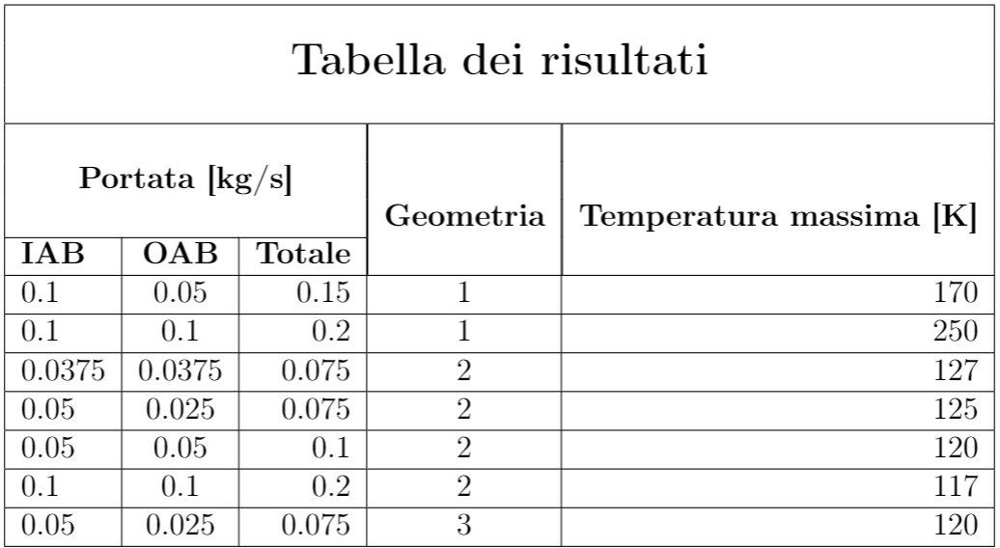 Tabella dei risultati
Portata [kg/s] Geometria Temperatura massima [K]
IAB OAB Totale
0.1 0.05 0.15 1 170
0.1 0.1 0.2 1 250
0.0375 0.0375 0.075 2 127
0.05 0.025 0.075 2 125
0.05 0.05 0.1 2 120
0.1 0.1 0.2 2 117
0.05 0.025 0.075 3 120